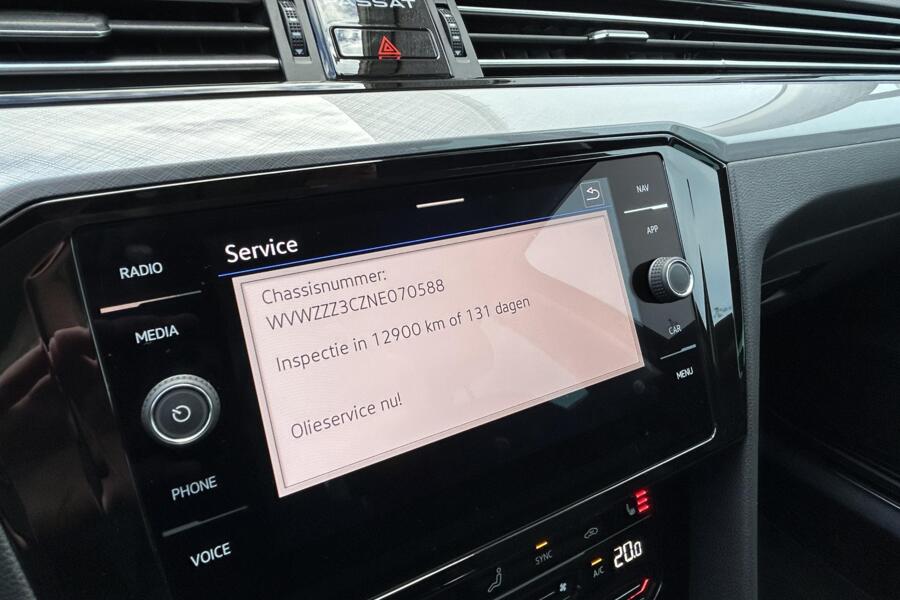 PASSAT
RADIO
MEDIA
PHONE
VOICE
Service
Chassisnummer:
WVWZZZ3CZNE070588
Inspectie in 12900 km of 131 dagen
Olieservice nu!
NAV
APP
CAR
MENU
SYNC
A/C
20.0